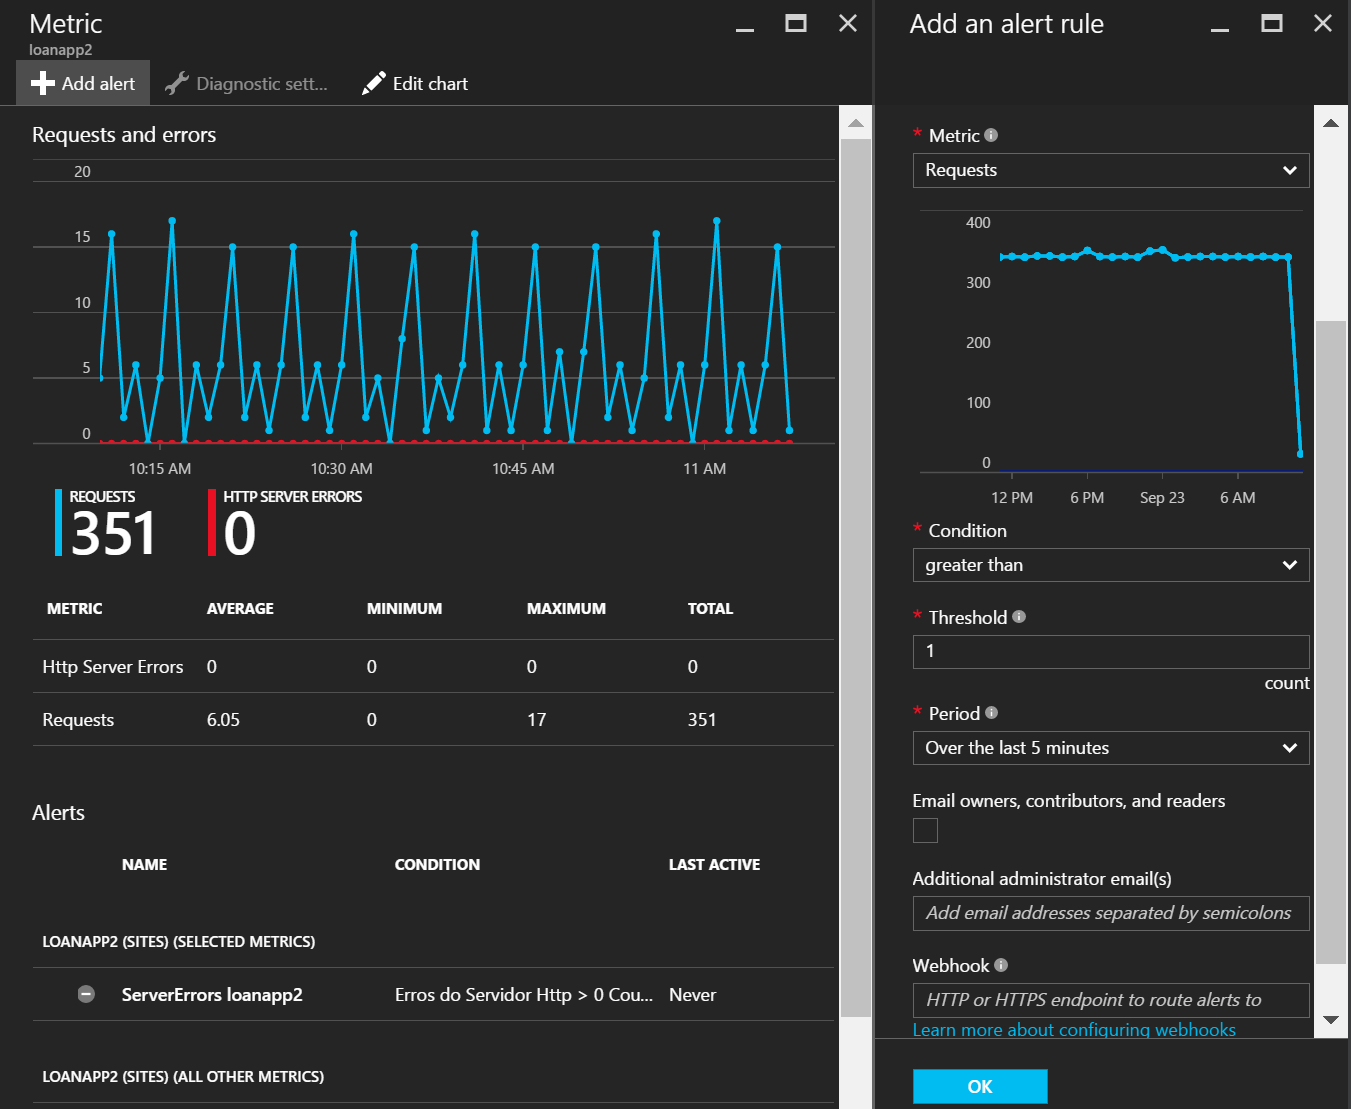 Metric
loanapp2
Add alert
Diagnostic sett...
Edit chart
Requests and errors
20
15
10
5
0
10:15 AM 10:30 AM 10:45 AM 11 AM
REQUESTS
351
HTTP SERVER ERRORS
0
METRIC AVERAGE MINIMUM MAXIMUM TOTAL
Http Server Errors 0 0 0 0
Requests 6.05 0 17 351
Alerts
NAME CONDITION LAST ACTIVE
LOANAPP2 (SITES) (SELECTED METRICS)
ServerErrors loanapp2 Erros do Servidor Http > 0 Cou... Never
LOANAPP2 (SITES) (ALL OTHER METRICS)
Add an alert rule
* Metric
Requests
400
300
200
100
0
12 PM 6 PM Sep 23 6 AM
* Condition
greater than
* Threshold
1
count
* Period
Over the last 5 minutes
Email owners, contributors, and readers
Additional administrator email(s)
Add email addresses separated by semicolons
Webhook
HTTP or HTTPS endpoint to route alerts to
Learn more about configuring webhooks
OK